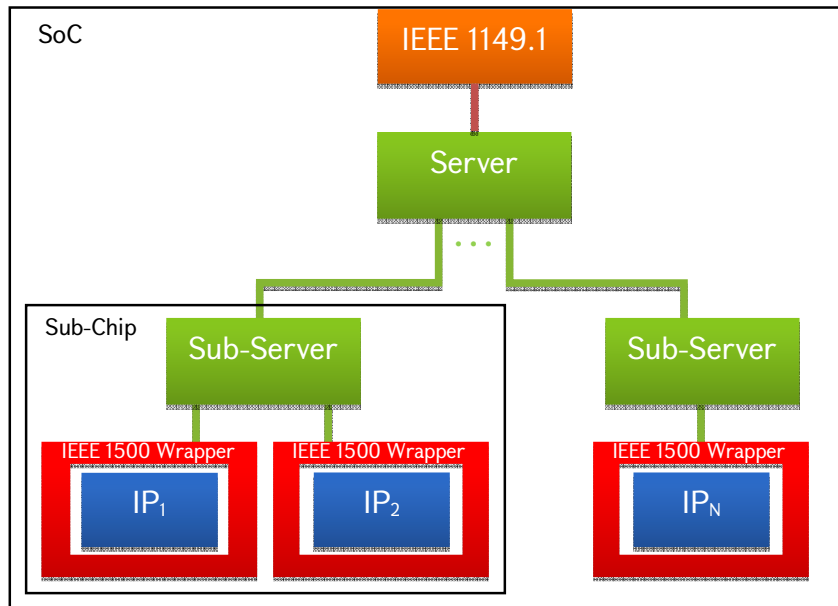 SoC
IEEE 1149.1
Server
...
Sub-Chip
Sub-Server
Sub-Server
IEEE 1500 Wrapper
IEEE 1500 Wrapper
IEEE 1500 Wrapper
IP₁
IP₂
IP_N